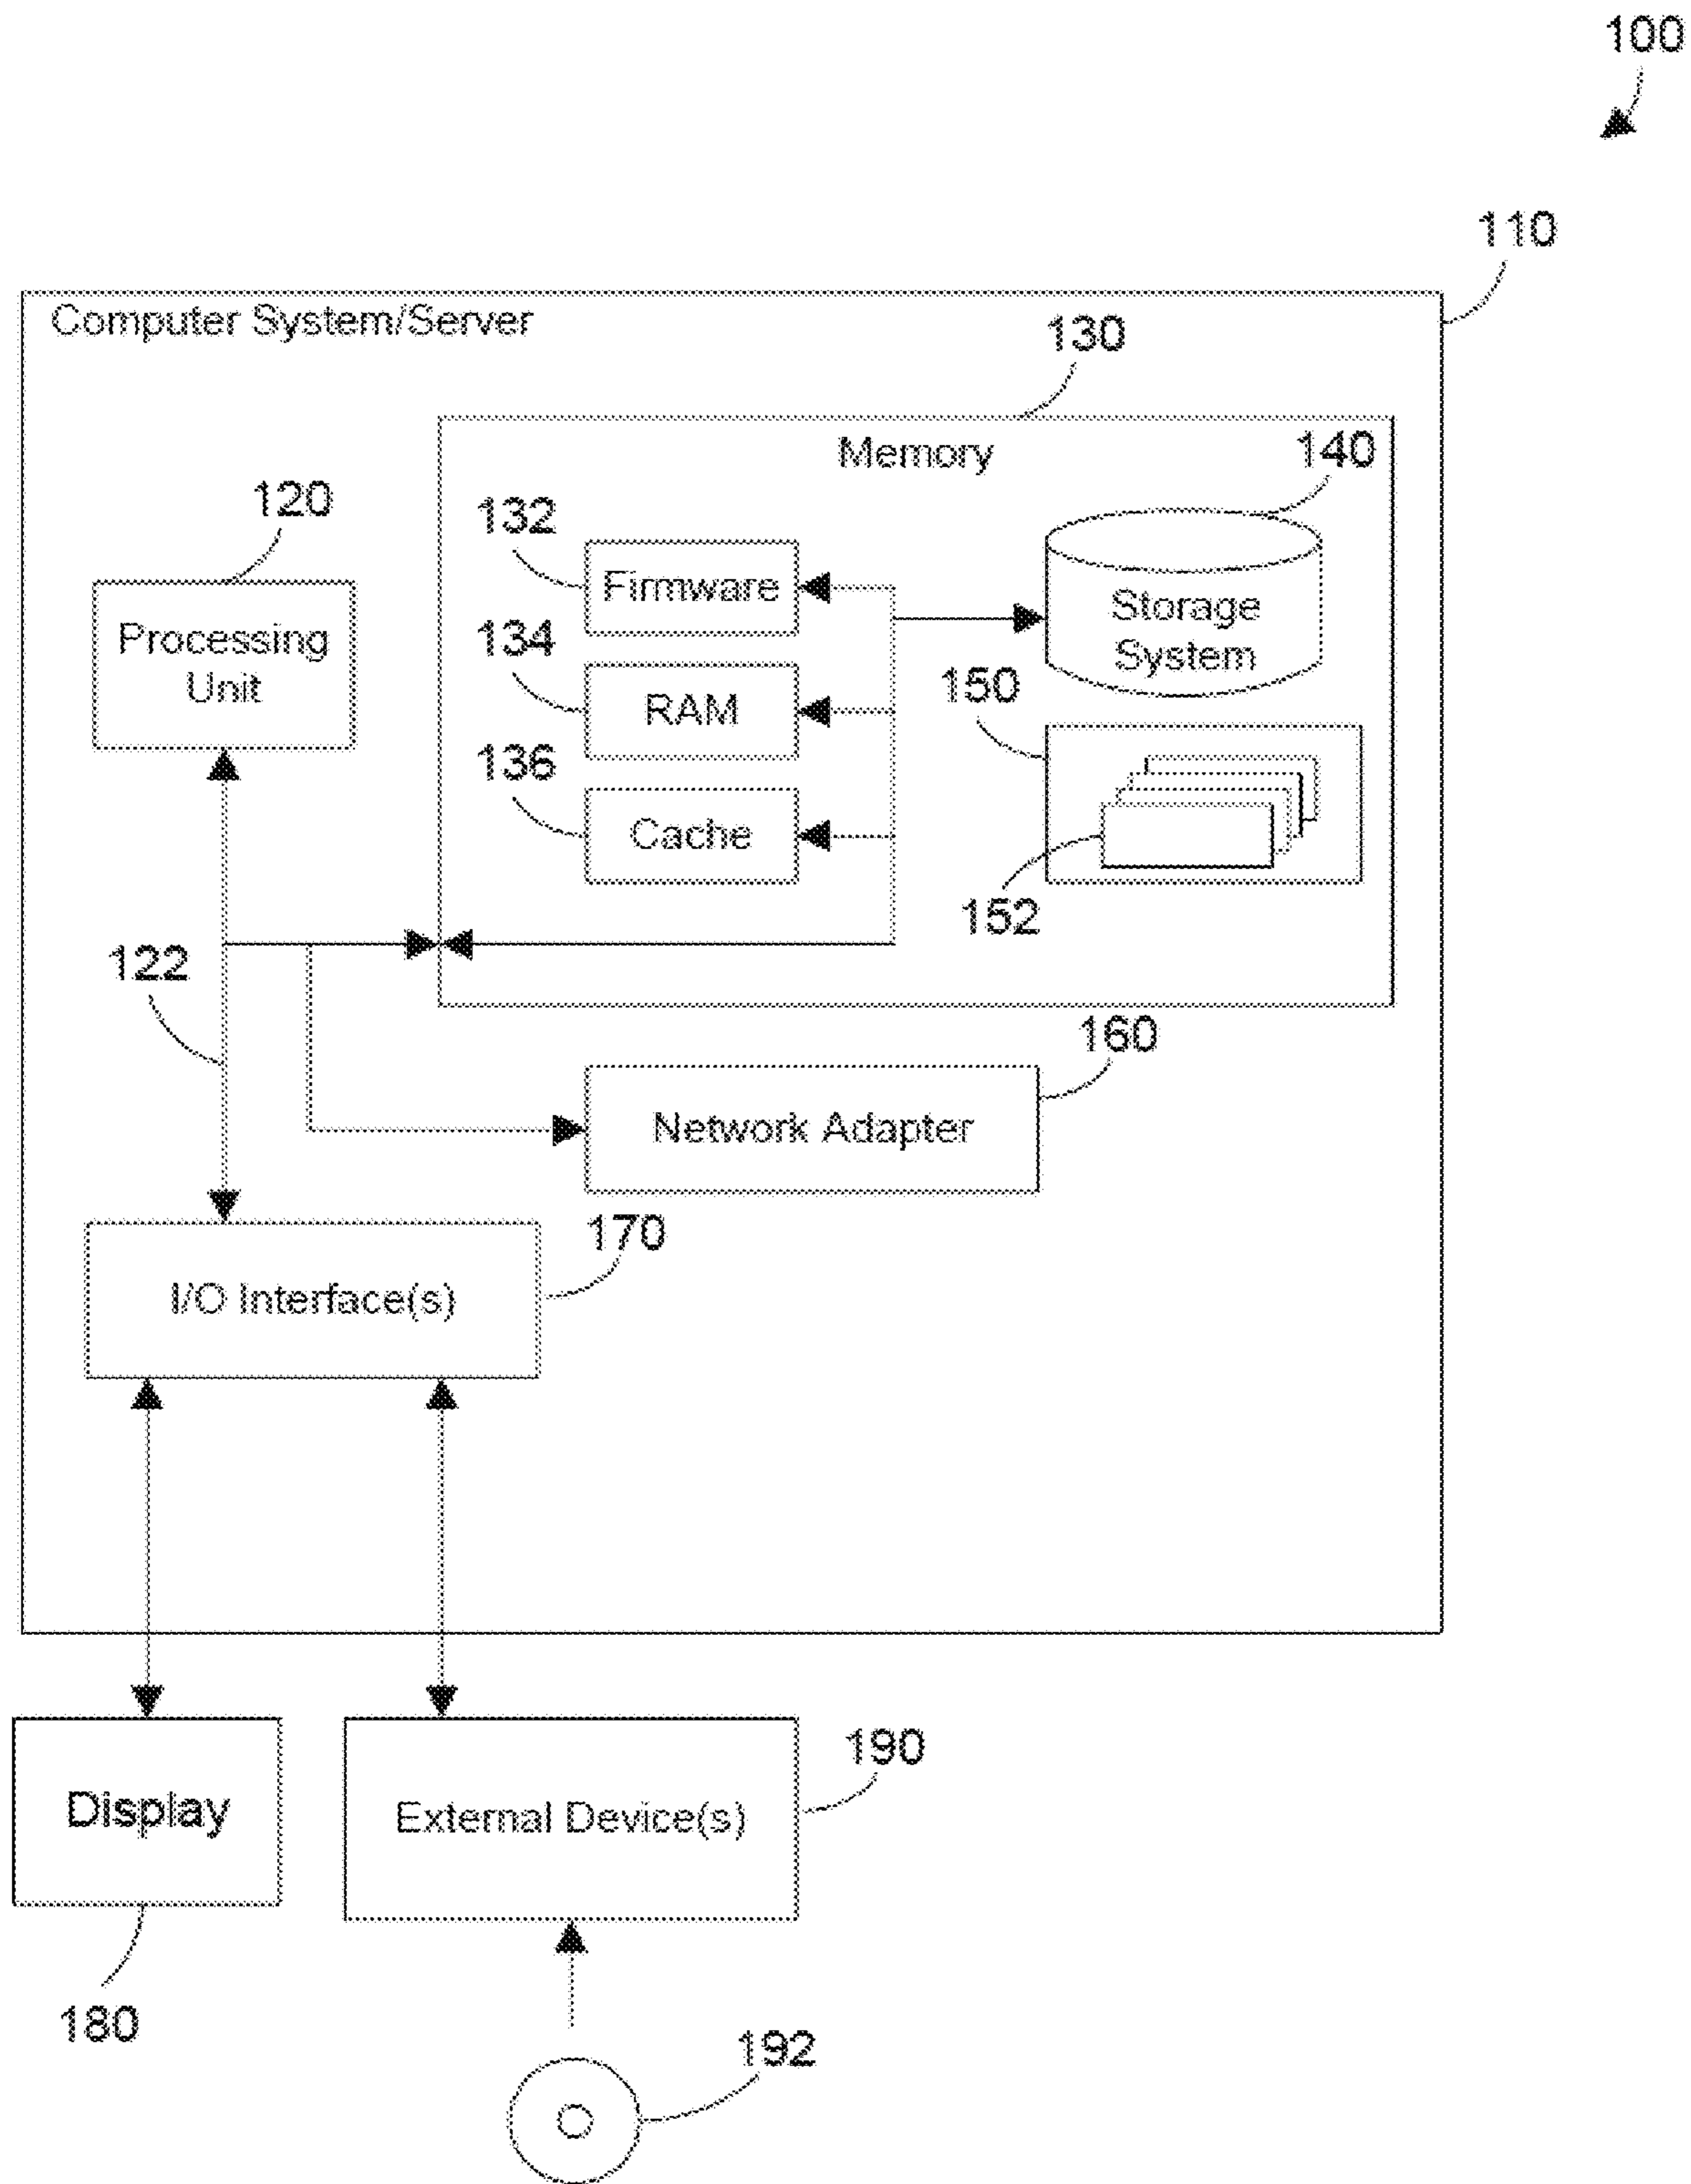 100
110
Computer System/Server
130
Memory
140
120
132
Firmware
Processing
Unit
Storage
System
134
RAM
150
136
Cache
152
122
160
Network Adapter
170
I/O Interface(s)
190
Display
External Device(s)
180
192